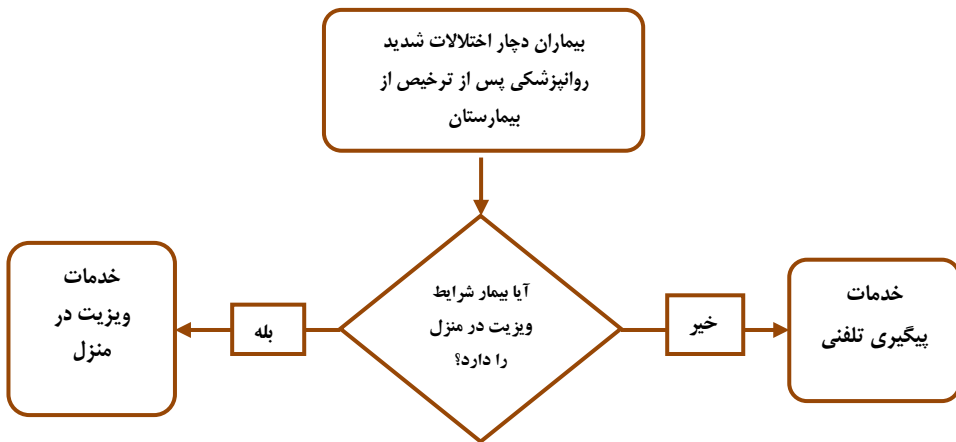 بیماران دچار اختلالات شدید
روانپزشکی پس از ترخیص از
بیمارستان
آیا بیمار شرایط
ویزیت در منزل
را دارد؟
خیر
خدمات
پیگیری تلفنی
بله
خدمات
ویزیت در
منزل